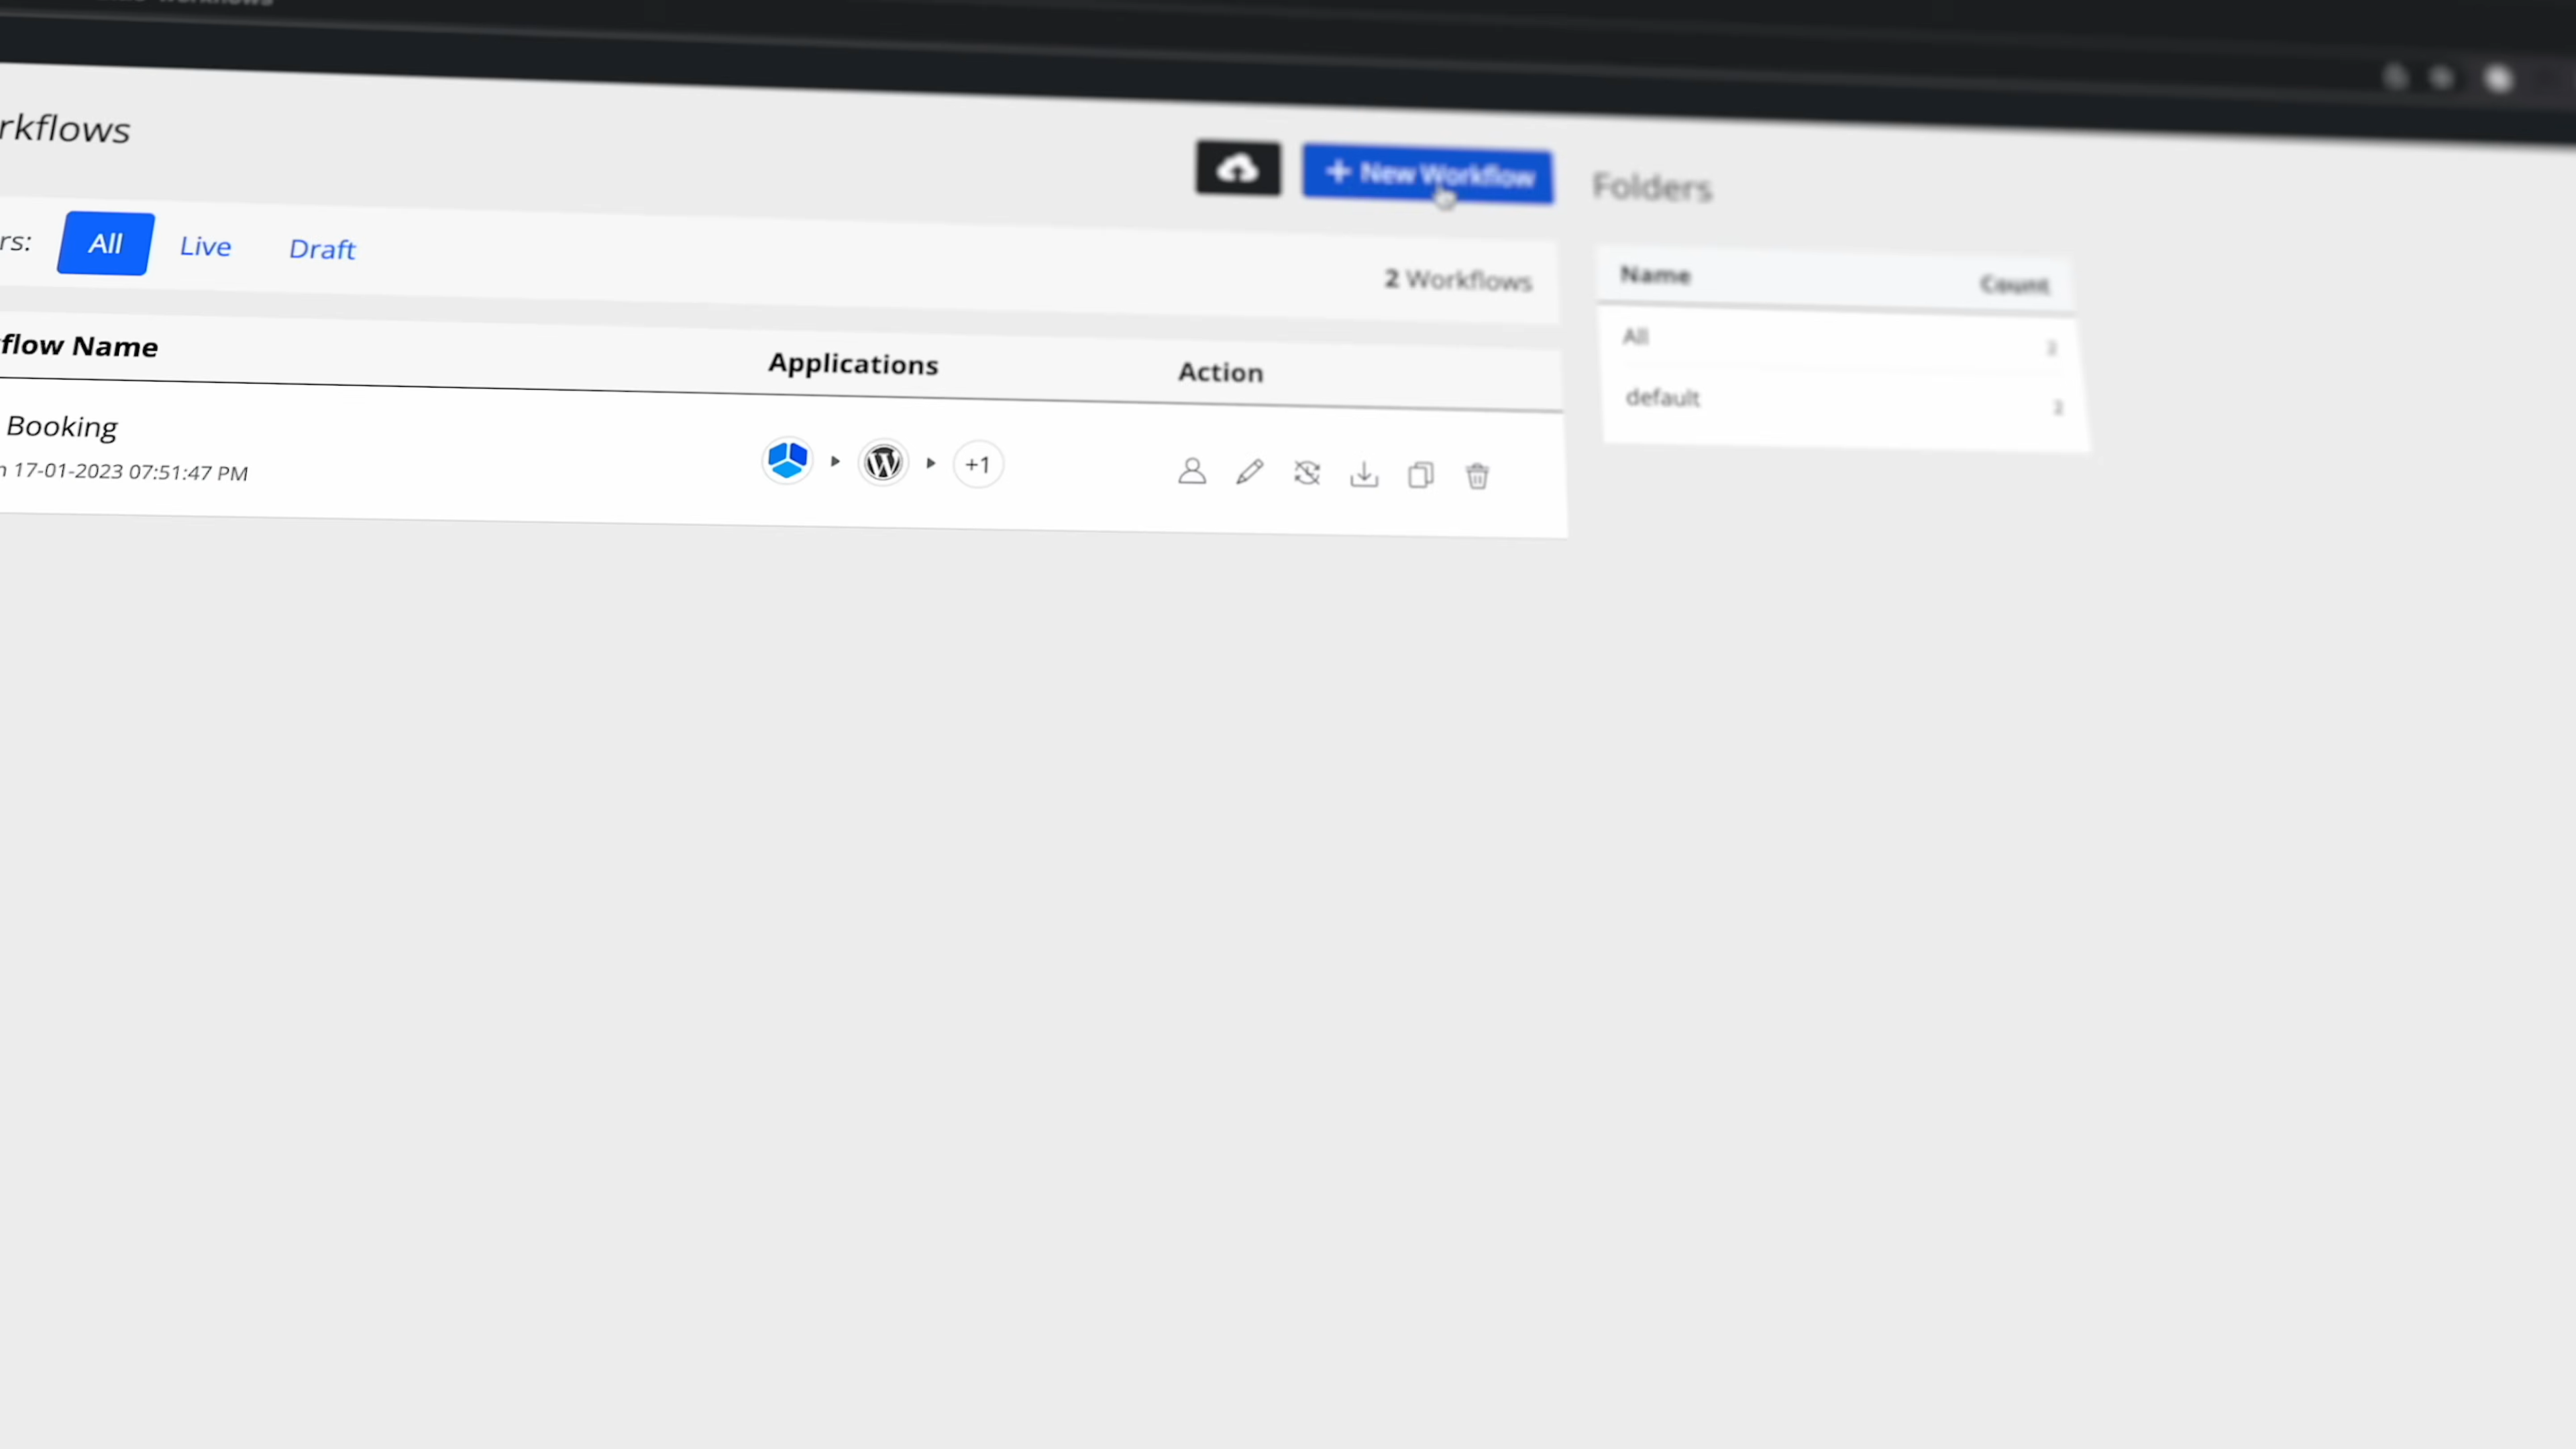 rkflows
New Workflow
Folders
rs: All Live Draft
2 Workflows
Name Count
All 2
default 2
flow Name Applications Action
Booking
+1
n 17-01-2023 07:51:47 PM